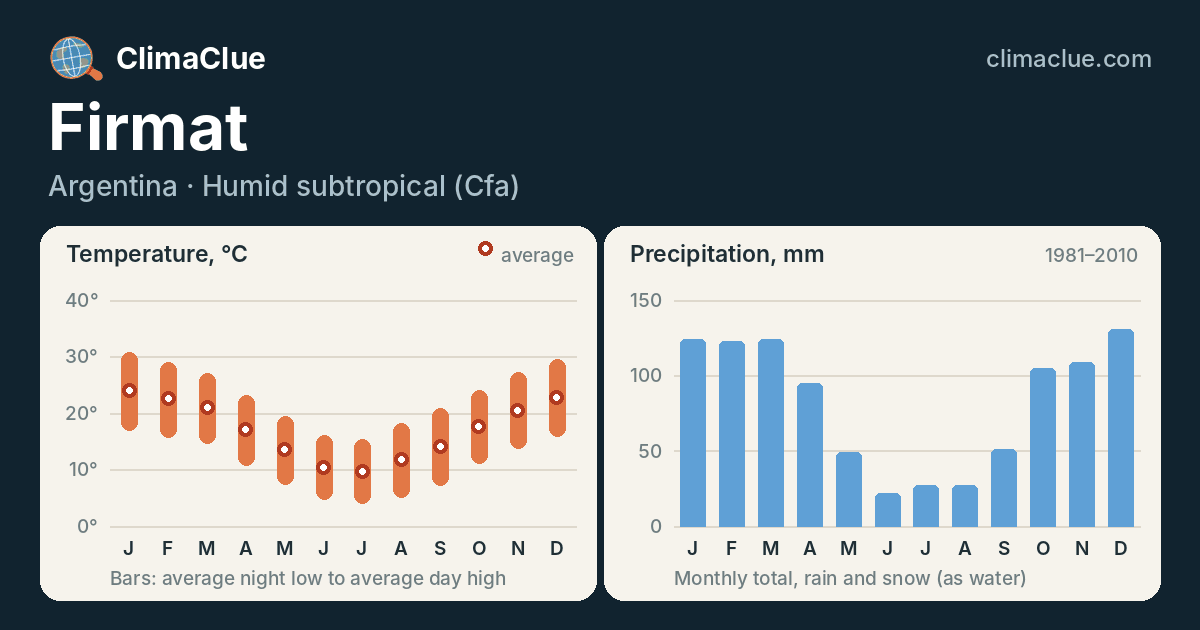 ClimaClue
climaclue.com
Firmat
Argentina · Humid subtropical (Cfa)
Temperature, °C
average
40°
30°
20°
10°
0°
J F M A M J J A S O N D
Bars: average night low to average day high
Precipitation, mm
1981–2010
150
100
50
0
J F M A M J J A S O N D
Monthly total, rain and snow (as water)